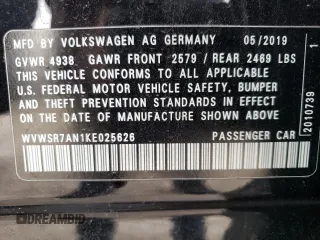 MFD BY VOLKSWAGEN AG GERMANY 05/2019
GVWR 4938 GAWR FRONT 2579 / REAR 2469 LBS
THIS VEHICLE CONFORMS TO ALL APPLICABLE
U.S. FEDERAL MOTOR VEHICLE SAFETY, BUMPER
AND THEFT PREVENTION STANDARDS IN EFFECT
ON THE DATE OF MANUFACTURE SHOWN ABOVE.
WVWSR7AN1KE025626 PASSENGER CAR
2010739 1
DREAMBID